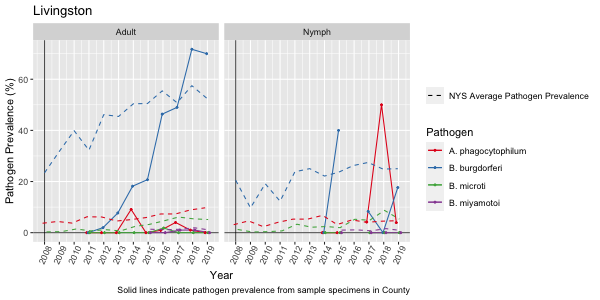 Livingston
Adult
Nymph
Pathogen Prevalence (%)
60
40
20
0
2008 2009 2010 2011 2012 2013 2014 2015 2016 2017 2018 2019
2008 2009 2010 2011 2012 2013 2014 2015 2016 2017 2018 2019
Year
NYS Average Pathogen Prevalence
Pathogen
A. phagocytophilum
B. burgdorferi
B. microti
B. miyamotoi
Solid lines indicate pathogen prevalence from sample specimens in County